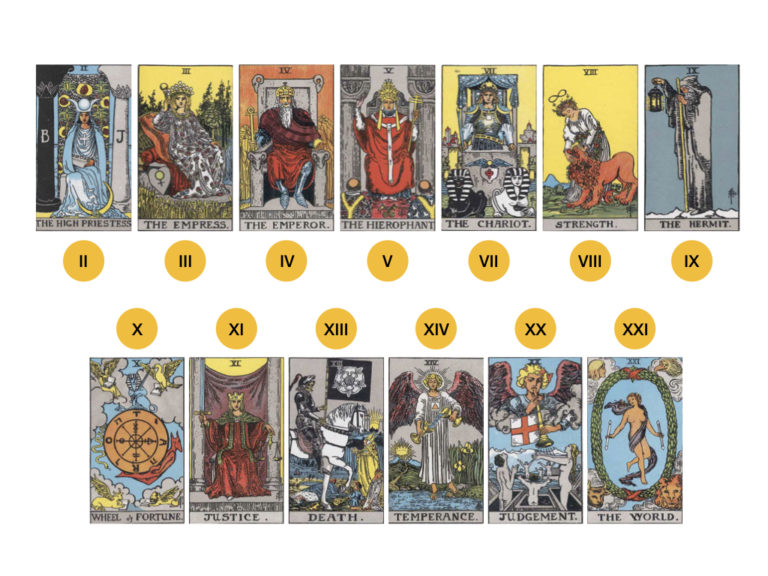 II
III
IV
V
VII
VIII
IX
B J
THE HIGH PRIESTESS
THE EMPRESS.
THE EMPEROR.
THE HIEROPHANT
THE CHARIOT.
STRENGTH.
THE HERMIT.
II
III
IV
V
VII
VIII
IX
X
XI
XIII
XIV
XX
XXI
X
XI
XIV
XX
XXI
T
A
R
O
WHEEL of FORTUNE.
JUSTICE .
DEATH.
TEMPERANCE.
JUDGEMENT.
THE WORLD.